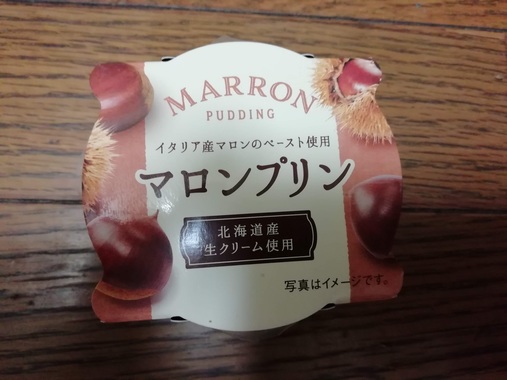 MARRON
PUDDING
イタリア産マロンのペースト使用
マロンプリン
北海道産
生クリーム使用
写真はイメージです。